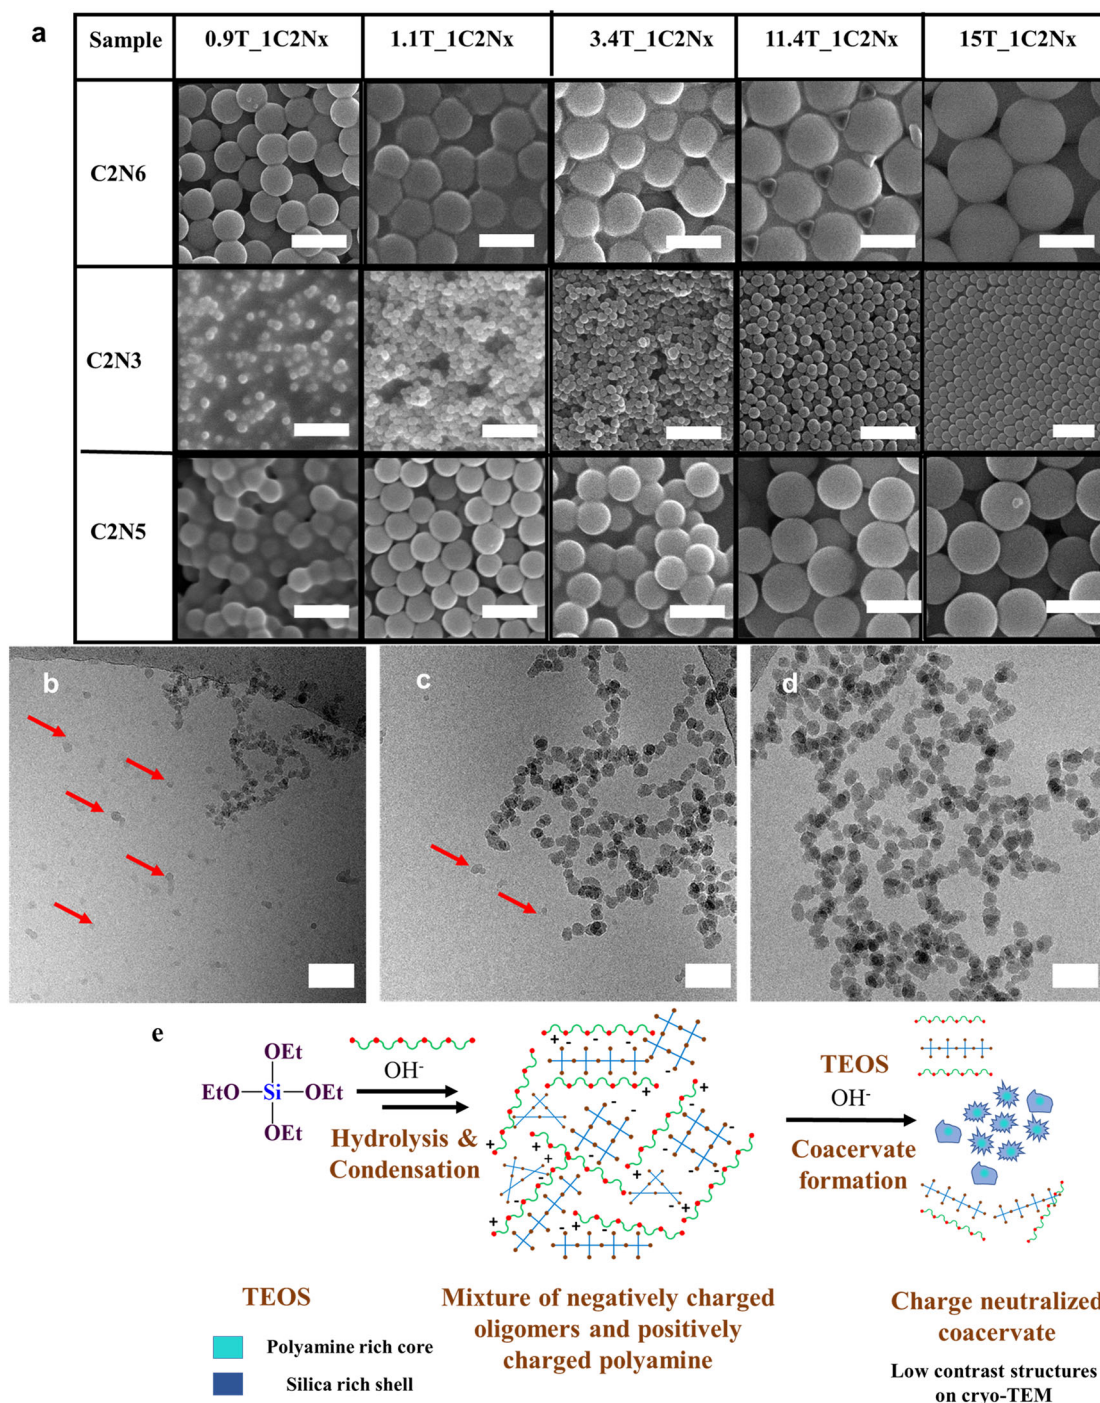 a
Sample 0.9T_1C2Nx 1.1T_1C2Nx 3.4T_1C2Nx 11.4T_1C2Nx 15T_1C2Nx
C2N6
C2N3
C2N5
b c d
e
OEt
EtO—Si—OEt
OEt
OH-
Hydrolysis &
Condensation
TEOS
OH-
Coacervate
formation
TEOS
Mixture of negatively charged
oligomers and positively
charged polyamine
Charge neutralized
coacervate
Low contrast structures
on cryo-TEM
Polyamine rich core
Silica rich shell